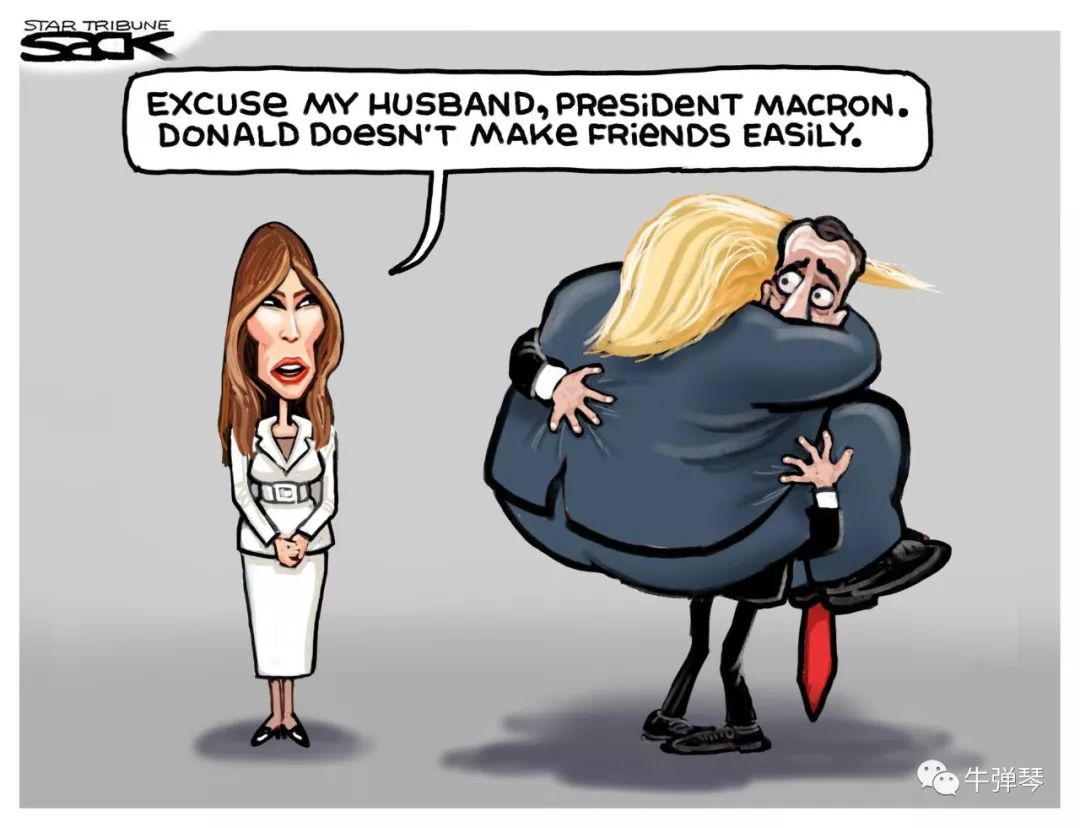 STAR TRIBUNE
SACK
EXCUSE MY HUSBAND, PRESIDENT MACRON.
DONALD DOESN'T MAKE FRIENDS EASILY.
牛弹琴